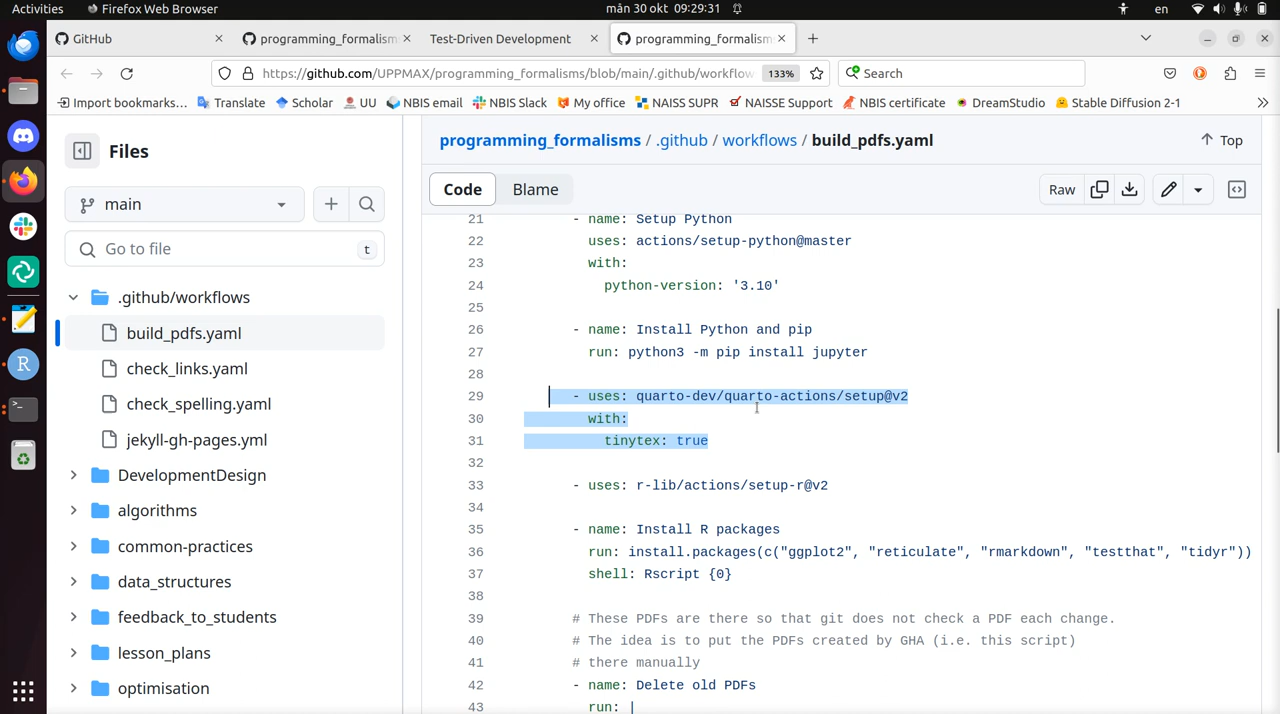 Activities
Firefox Web Browser
mån 30 okt 09:29:31
en
GitHub
programming_formalism
Test-Driven Development
programming_formalism
https://github.com/UPPMAX/programming_formalisms/blob/main/.github/workflow
133%
Search
Import bookmarks...
Translate
Scholar
UU
NBIS email
NBIS Slack
My office
NAISS SUPR
NAISSE Support
NBIS certificate
DreamStudio
Stable Diffusion 2-1
Files
main
Go to file
t
.github/workflows
build_pdfs.yaml
check_links.yaml
check_spelling.yaml
jekyll-gh-pages.yml
DevelopmentDesign
algorithms
common-practices
data_structures
feedback_to_students
lesson_plans
optimisation
programming_formalisms / .github / workflows / build_pdfs.yaml
Top
Code
Blame
Raw
21 - name: Setup Python
22 uses: actions/setup-python@master
23 with:
24 python-version: '3.10'
25
26 - name: Install Python and pip
27 run: python3 -m pip install jupyter
28
29 - uses: quarto-dev/quarto-actions/setup@v2
30 with:
31 tinytex: true
32
33 - uses: r-lib/actions/setup-r@v2
34
35 - name: Install R packages
36 run: install.packages(c("ggplot2", "reticulate", "rmarkdown", "testthat", "tidyr"))
37 shell: Rscript {0}
38
39 # These PDFs are there so that git does not check a PDF each change.
40 # The idea is to put the PDFs created by GHA (i.e. this script)
41 # there manually
42 - name: Delete old PDFs
43 run: |